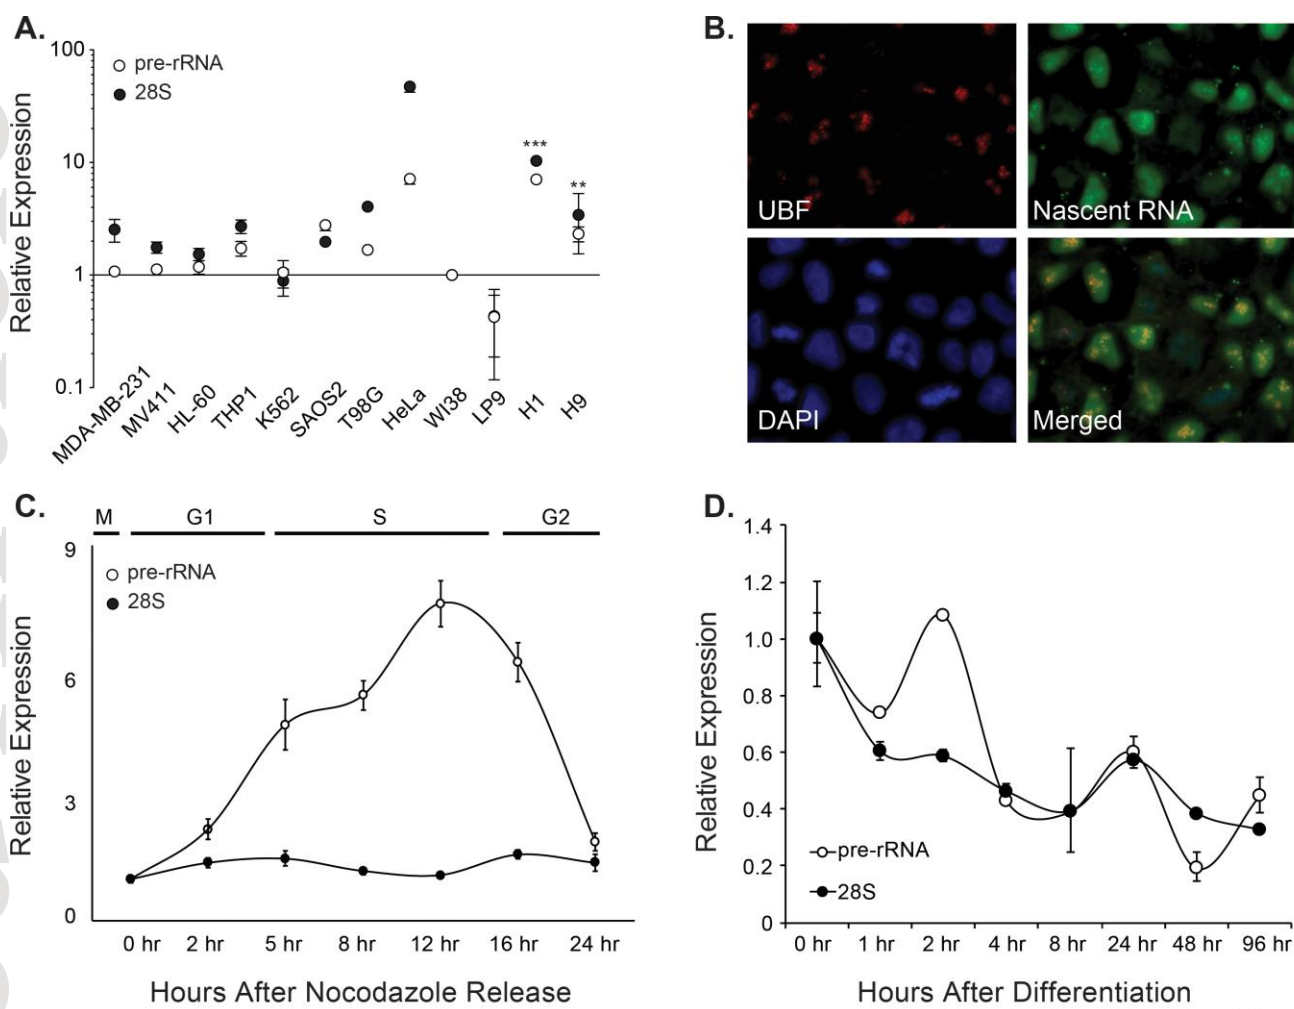 A.
100
10
1
0.1
Relative Expression
pre-rRNA
28S
***
**
MDA-MB-231
MV411
HL-60
THP1
K562
SAOS2
T98G
HeLa
WI38
LP9
H1
H9
B.
UBF
Nascent RNA
DAPI
Merged
C.
M
G1
S
G2
9
6
3
0
Relative Expression
pre-rRNA
28S
0 hr
2 hr
5 hr
8 hr
12 hr
16 hr
24 hr
Hours After Nocodazole Release
D.
1.4
1.2
1.0
0.8
0.6
0.4
0.2
0
Relative Expression
pre-rRNA
28S
0 hr
1 hr
2 hr
4 hr
8 hr
24 hr
48 hr
96 hr
Hours After Differentiation